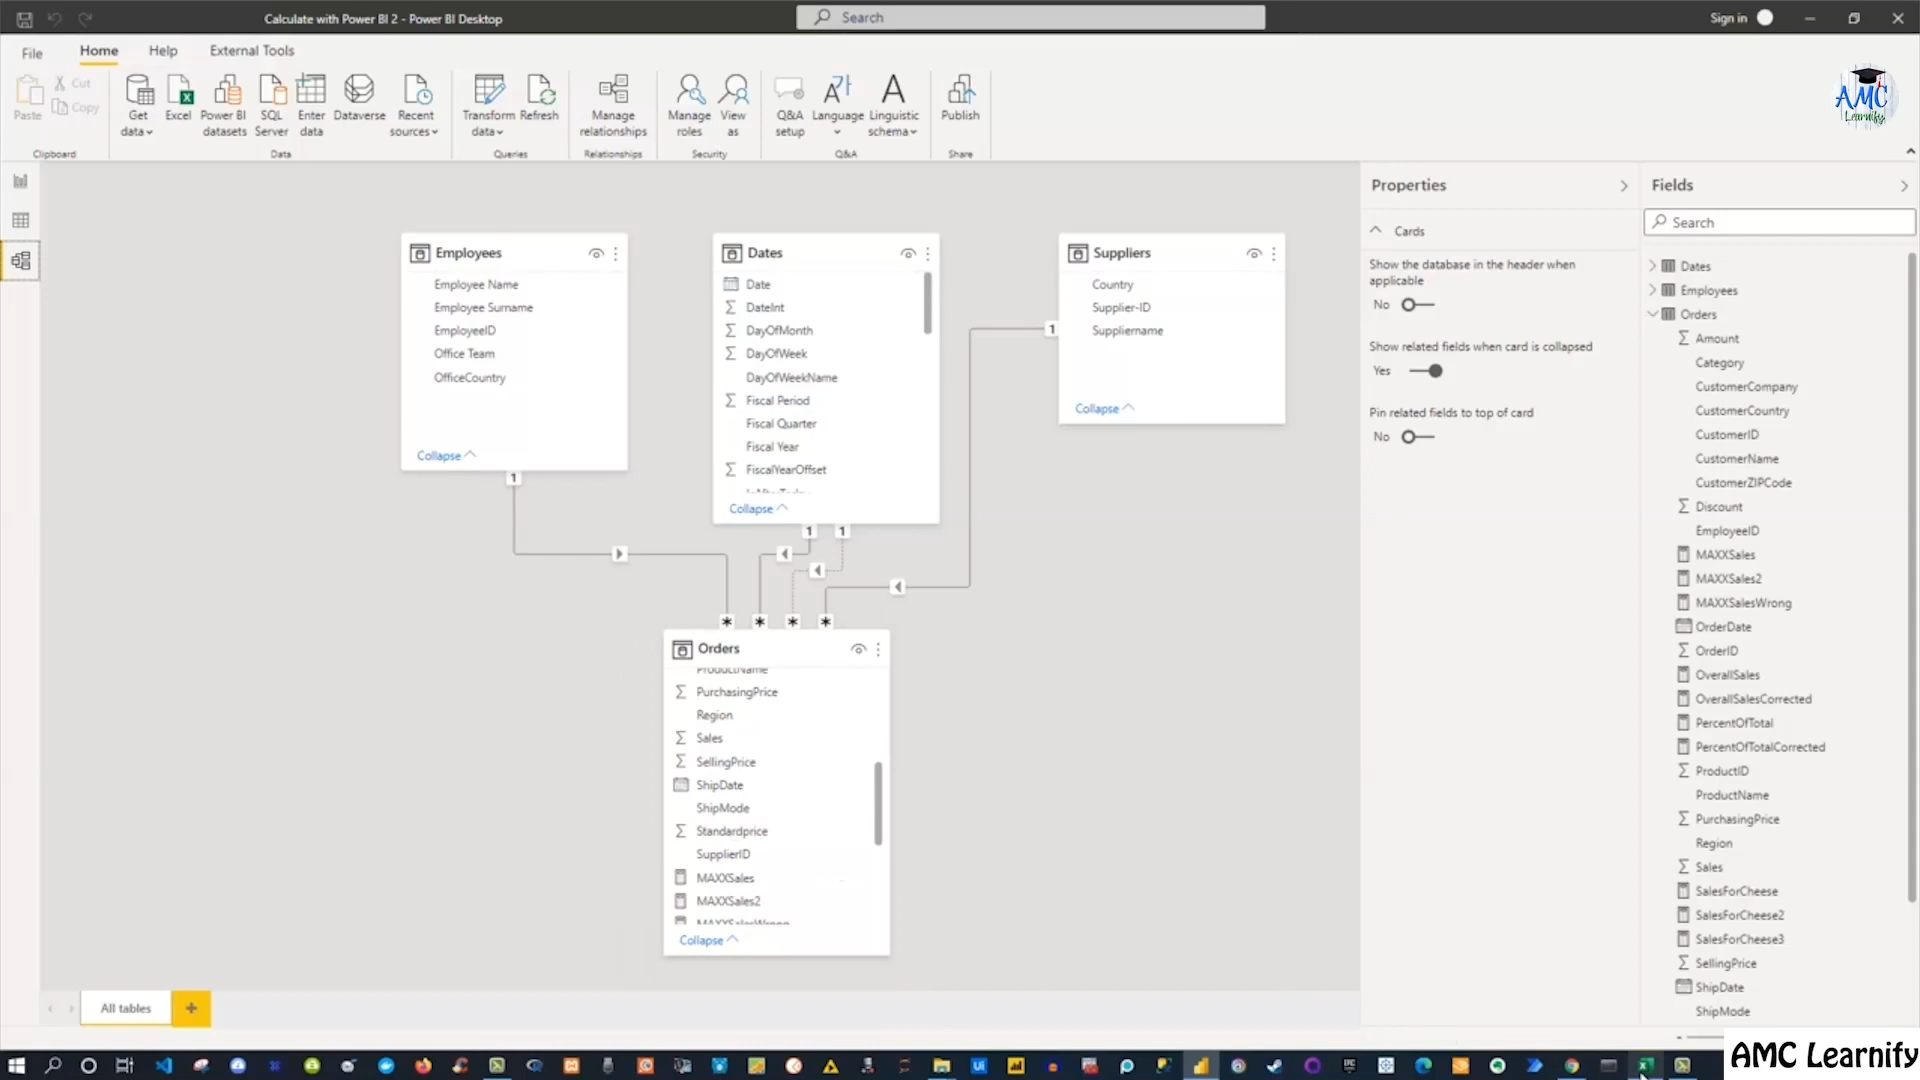 Calculate with Power BI 2 - Power BI Desktop
Search
Sign in
File
Home
Help
External Tools
Paste
Cut
Copy
Clipboard
Get data
Excel
Power BI datasets
SQL Server
Enter data
Dataverse
Recent sources
Data
Transform data
Refresh
Queries
Manage relationships
Relationships
Manage roles
View as
Security
Q&A setup
Language
Linguistic schema
Q&A
Publish
Share
AMC
Learnify
Employees
Employee Name
Employee Surname
EmployeeID
Office Team
OfficeCountry
Collapse
1
Dates
Date
DateInt
DayOfMonth
DayOfWeek
DayOfWeekName
Fiscal Period
Fiscal Quarter
Fiscal Year
FiscalYearOffset
Collapse
1
1
Suppliers
Country
Supplier-ID
Suppliername
Collapse
1
* * * *
Orders
ProductName
PurchasingPrice
Region
Sales
SellingPrice
ShipDate
ShipMode
Standardprice
SupplierID
MAXXSales
MAXXSales2
MAXXSalesWrong
Collapse
Properties
Cards
Show the database in the header when
applicable
No
Show related fields when card is collapsed
Yes
Pin related fields to top of card
No
Fields
Search
Dates
Employees
Orders
Amount
Category
CustomerCompany
CustomerCountry
CustomerID
CustomerName
CustomerZIPCode
Discount
EmployeeID
MAXXSales
MAXXSales2
MAXXSalesWrong
OrderDate
OrderID
OverallSales
OverallSalesCorrected
PercentOfTotal
PercentOfTotalCorrected
ProductID
ProductName
PurchasingPrice
Region
Sales
SalesForCheese
SalesForCheese2
SalesForCheese3
SellingPrice
ShipDate
ShipMode
All tables
AMC Learnify